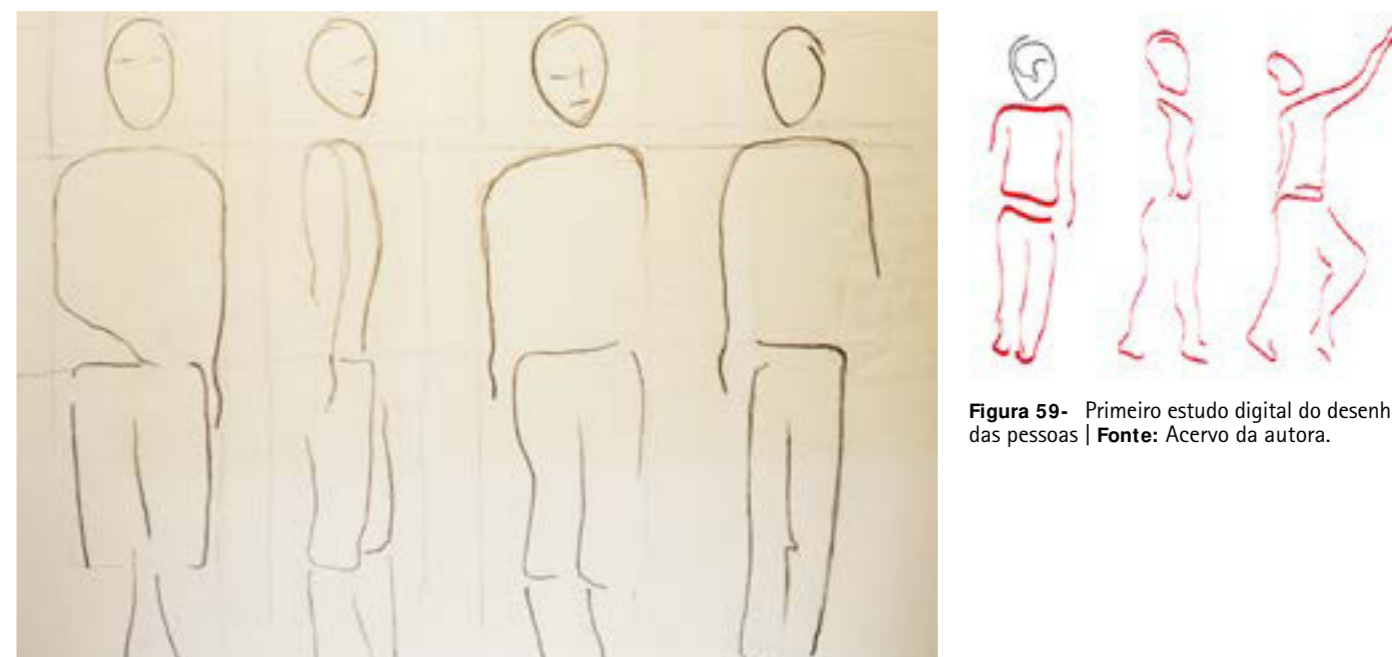 Figura 59- Primeiro estudo digital do desenh
das pessoas | Fonte: Acervo da autora.